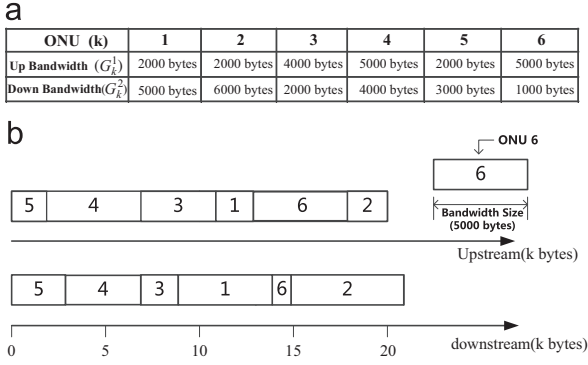 a
ONU (k) 1 2 3 4 5 6
Up Bandwidth (G_k^1) 2000 bytes 2000 bytes 4000 bytes 5000 bytes 2000 bytes 5000 bytes
Down Bandwidth(G_k^2) 5000 bytes 6000 bytes 2000 bytes 4000 bytes 3000 bytes 1000 bytes
b
ONU 6
6
5 4 3 1 6 2
Bandwidth Size
(5000 bytes)
Upstream(k bytes)
5 4 3 1 6 2
0 5 10 15 20
downstream(k bytes)